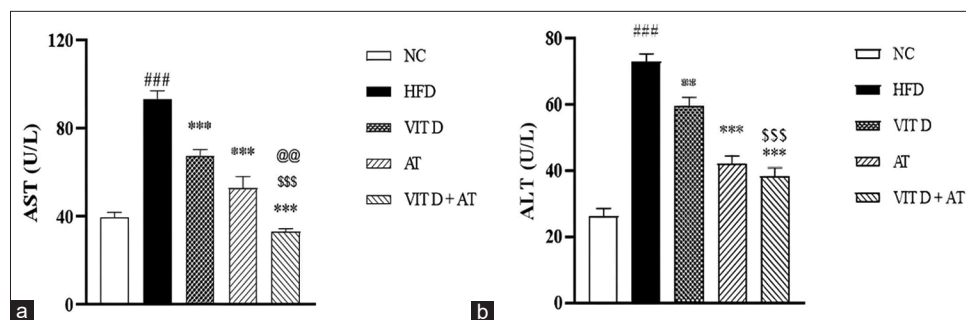 120
80
40
0
AST (U/L)
###
***
***
@@
$$$
***
NC
HFD
VIT D
AT
VIT D + AT
a
80
60
40
20
0
ALT (U/L)
###
**
***
$$$
***
NC
HFD
VIT D
AT
VIT D + AT
b